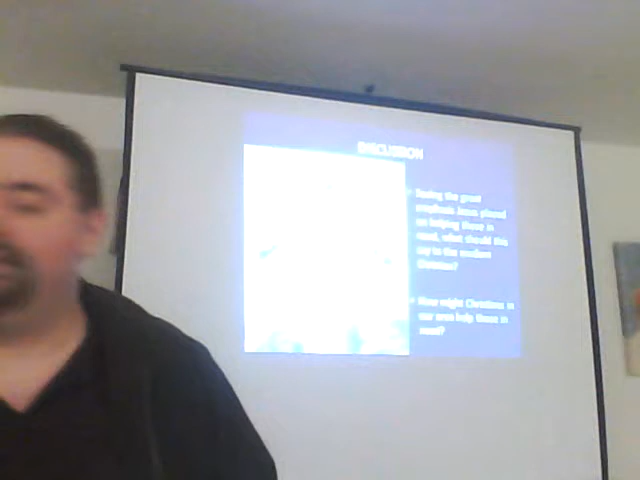 DISCUSSION
Seeing the great
emphasis Jesus placed
on helping those in
need, what should this
say to the modern
Christian?
How might Christians in
our area help those in
need?